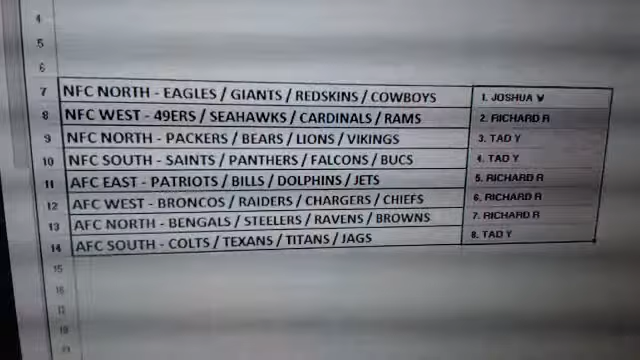 4
5
6
7 NFC NORTH - EAGLES / GIANTS / REDSKINS / COWBOYS 1. JOSHUA W
8 NFC WEST - 49ERS / SEAHAWKS / CARDINALS / RAMS 2. RICHARD R
9 NFC NORTH - PACKERS / BEARS / LIONS / VIKINGS 3. TAD Y
10 NFC SOUTH - SAINTS / PANTHERS / FALCONS / BUCS 4. TAD Y
11 AFC EAST - PATRIOTS / BILLS / DOLPHINS / JETS 5. RICHARD R
12 AFC WEST - BRONCOS / RAIDERS / CHARGERS / CHIEFS 6. RICHARD R
13 AFC NORTH - BENGALS / STEELERS / RAVENS / BROWNS 7. RICHARD R
14 AFC SOUTH - COLTS / TEXANS / TITANS / JAGS 8. TAD Y
15
16
17